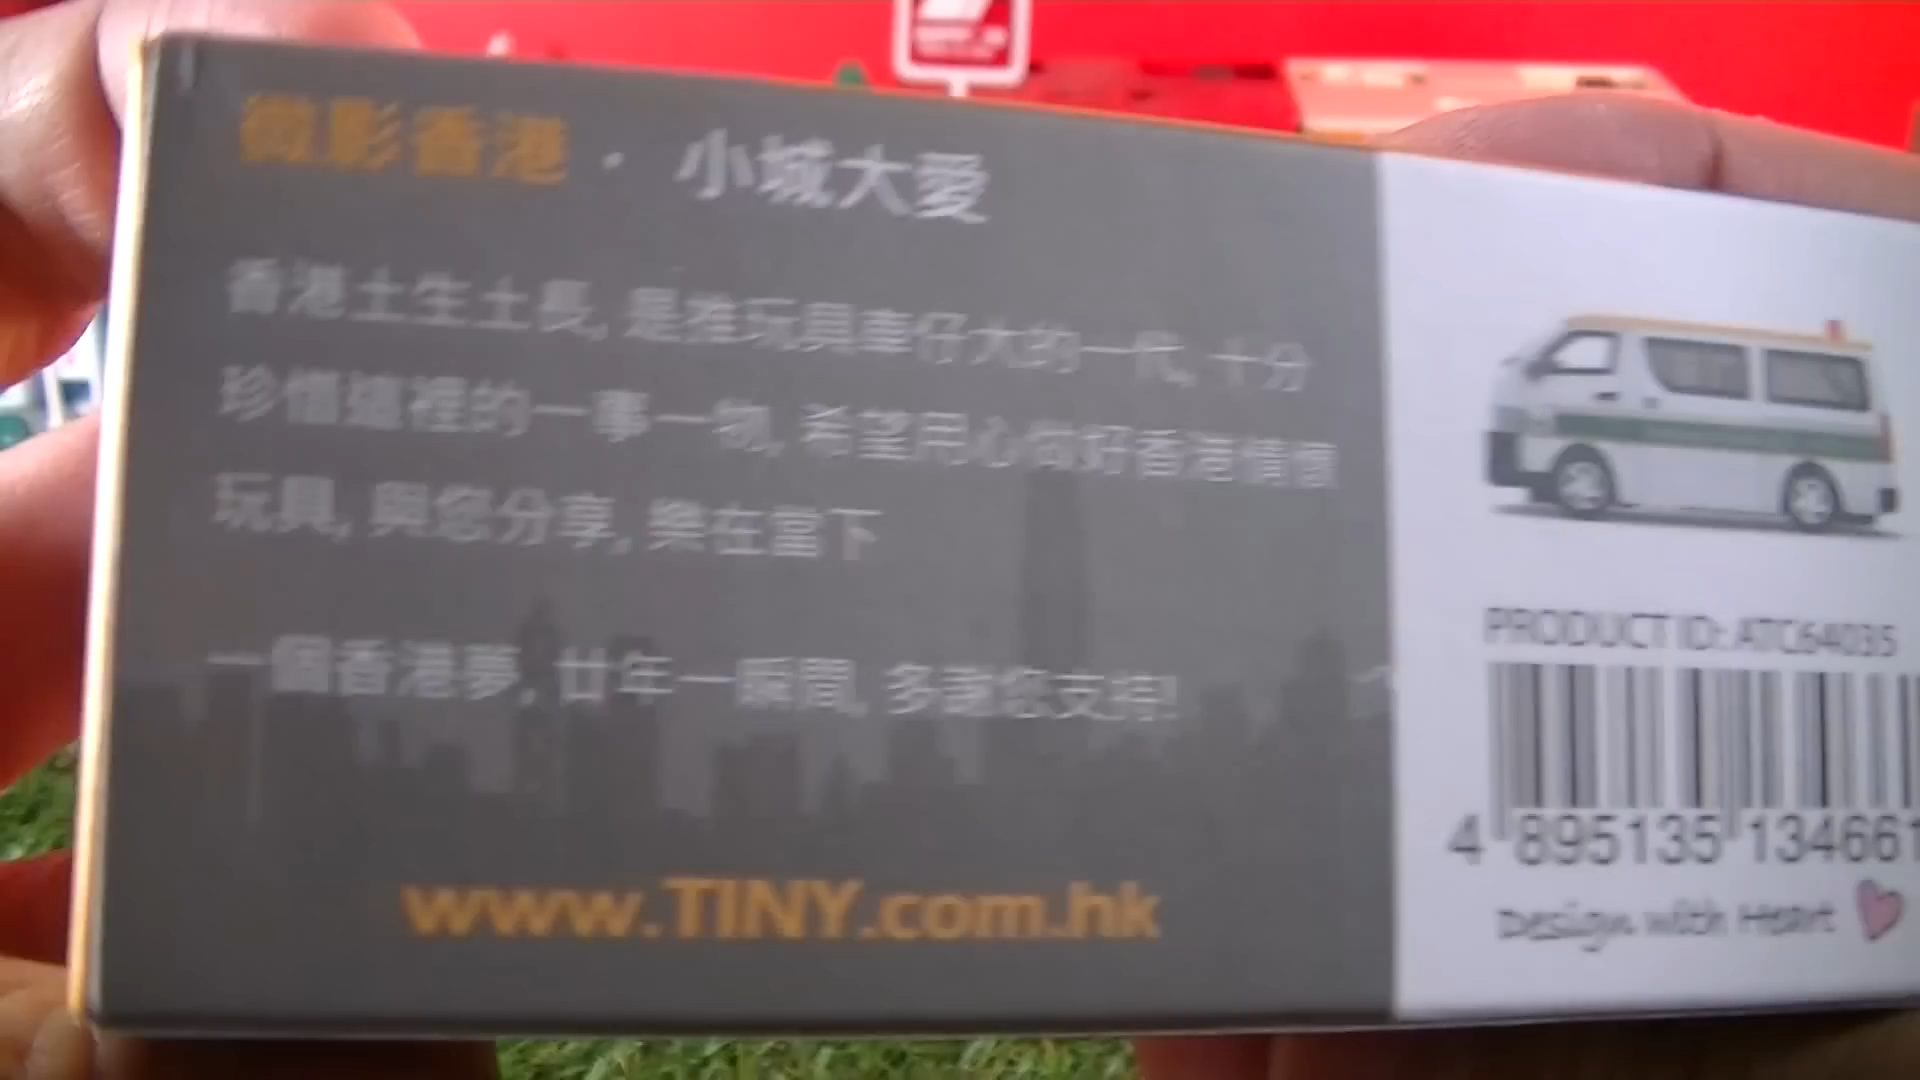 微影香港 · 小城大愛
香港土生土長, 是推玩具車仔大的一代, 十分
珍惜這裡的一事一物, 希望用心做好香港情懷
玩具, 與您分享, 樂在當下
一個香港夢, 廿年一瞬間, 多謝您支持!
www.TINY.com.hk
PRODUCT ID: ATC64035
4 895135 134661
Design with Heart